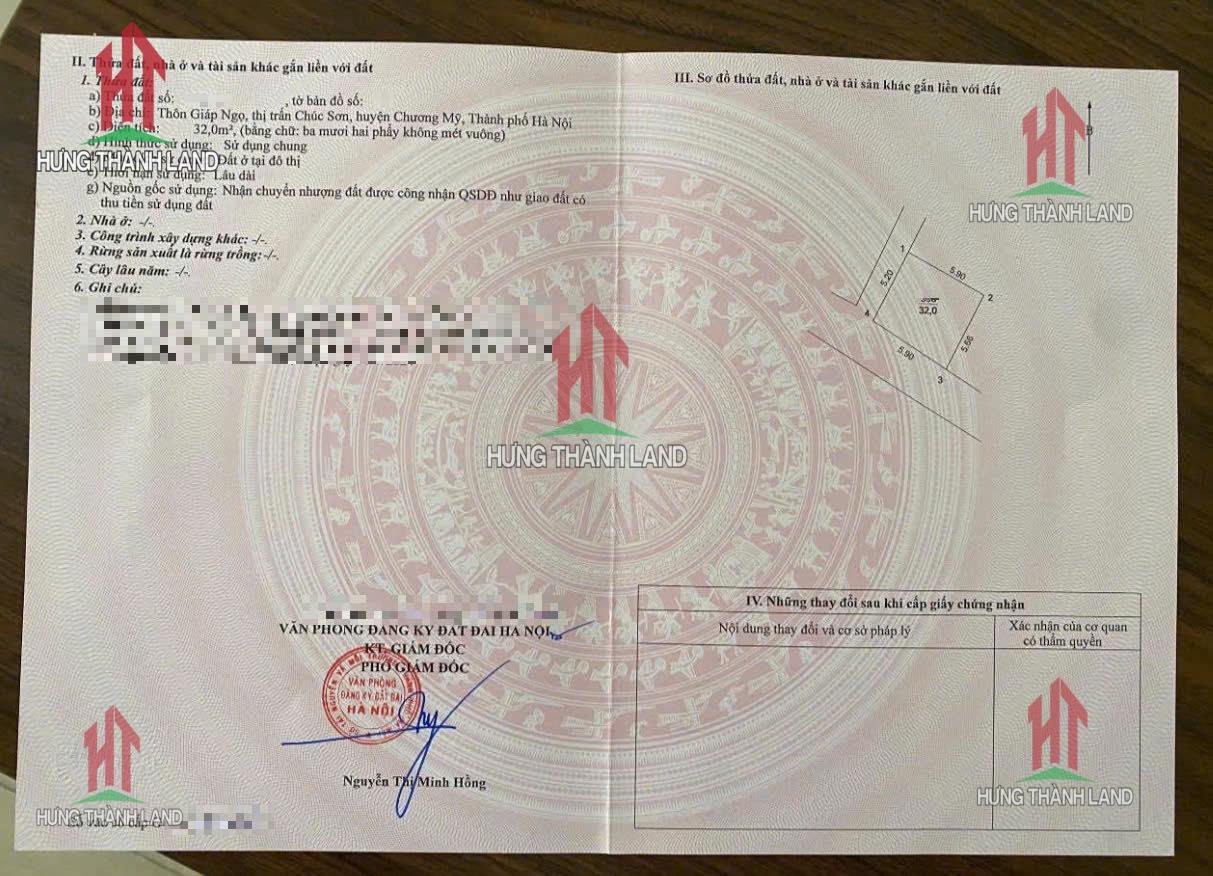 II. Thửa đất, nhà ở và tài sản khác gắn liền với đất
1. Thửa đất:
a) Thửa đất số: , tờ bản đồ số:
b) Địa chỉ: Thôn Giáp Ngọ, thị trấn Chúc Sơn, huyện Chương Mỹ, Thành phố Hà Nội
c) Diện tích: 32,0m², (bằng chữ: ba mươi hai phẩy không mét vuông)
d) Hình thức sử dụng: Sử dụng chung
Đất ở tại đô thị
e) Thời hạn sử dụng: Lâu dài
g) Nguồn gốc sử dụng: Nhận chuyển nhượng đất được công nhận QSDĐ như giao đất có
thu tiền sử dụng đất
2. Nhà ở: -/-.
3. Công trình xây dựng khác: -/-.
4. Rừng sản xuất là rừng trồng: -/-.
5. Cây lâu năm: -/-.
6. Ghi chú:
VĂN PHÒNG ĐĂNG KÝ ĐẤT ĐAI HÀ NỘI
KT. GIÁM ĐỐC
PHÓ GIÁM ĐỐC
VĂN PHÒNG
ĐĂNG KÝ ĐẤT ĐAI
HÀ NỘI
Nguyễn Thị Minh Hồng
III. Sơ đồ thửa đất, nhà ở và tài sản khác gắn liền với đất
B
1
5.90
2
5.20
32,0
4
5.56
5.90
3
IV. Những thay đổi sau khi cấp giấy chứng nhận
Nội dung thay đổi và cơ sở pháp lý
Xác nhận của cơ quan
có thẩm quyền
HƯNG THÀNH LAND
HƯNG THÀNH LAND
HƯNG THÀNH LAND
HƯNG THÀNH LAND
HƯNG THÀNH LAND